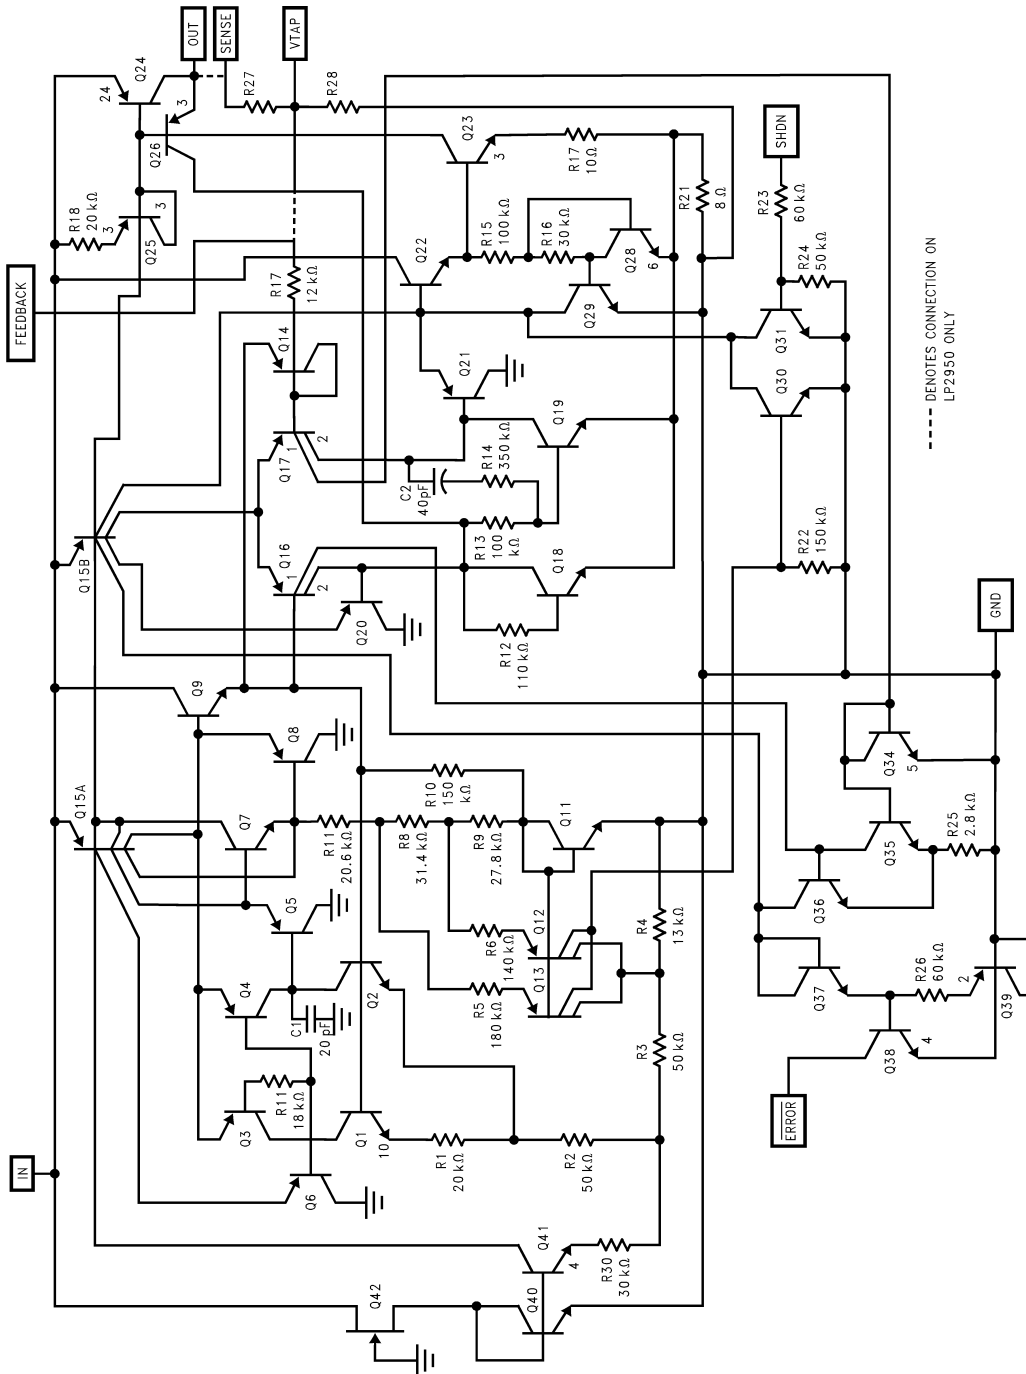 OUT
SENSE
VTAP
Q24
24
Q26
3
R27
R28
Q23
3
R17
10Ω
SHDN
R18
20 kΩ
3
Q25
3
FEEDBACK
R17
12 kΩ
Q22
R15
100 kΩ
R16
30 kΩ
Q28
6
Q29
R21
8 Ω
R23
60 kΩ
R24
50 kΩ
Q31
Q30
DENOTES CONNECTION ON
LP2950 ONLY
Q14
Q21
Q19
Q17
1
2
C2
40pF
R14
350 kΩ
R13
100
kΩ
Q18
R22
150 kΩ
Q15B
Q16
1
2
Q20
R12
110 kΩ
GND
Q9
Q8
Q15A
Q7
R10
150
kΩ
R11
20.6 kΩ
R8
31.4 kΩ
R9
27.8 kΩ
Q11
Q34
5
Q35
R25
2.8 kΩ
Q36
Q5
R6
140 kΩ
Q12
Q13
R5
180 kΩ
R4
13 kΩ
Q37
R26
60 kΩ
2
Q39
Q4
Q2
C1
20 pF
R3
50 kΩ
Q38
4
ERROR
Q3
R11
18 kΩ
Q1
10
R1
20 kΩ
R2
50 kΩ
IN
Q6
Q41
4
R30
30 kΩ
Q42
Q40